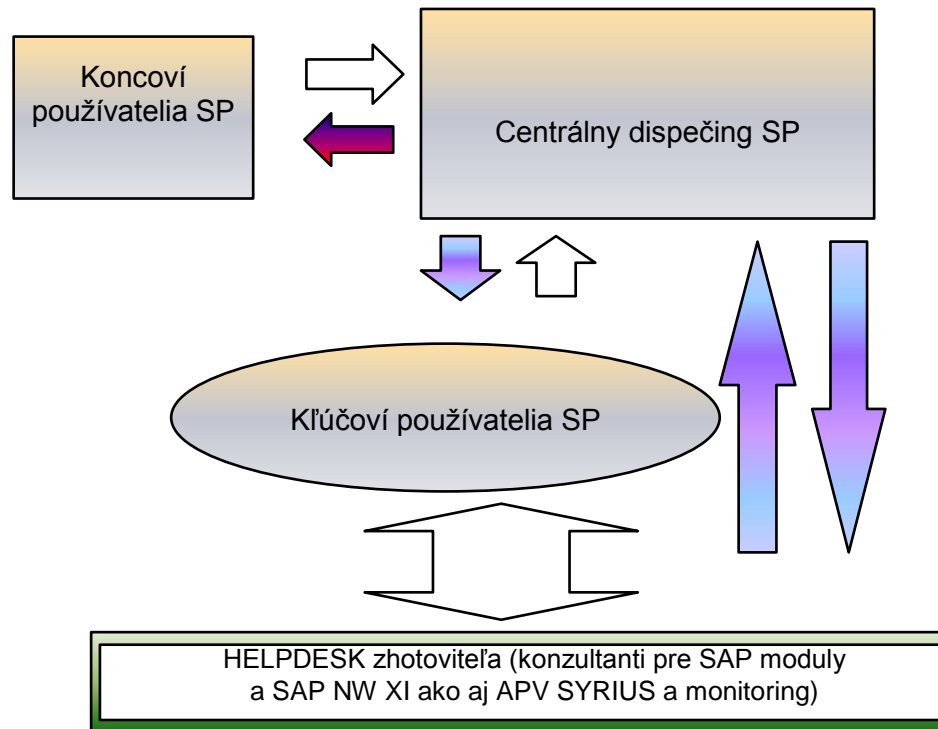 Koncoví
používatelia SP
Centrálny dispečing SP
Kľúčoví používatelia SP
HELPDESK zhotoviteľa (konzultanti pre SAP moduly
a SAP NW XI ako aj APV SYRIUS a monitoring)